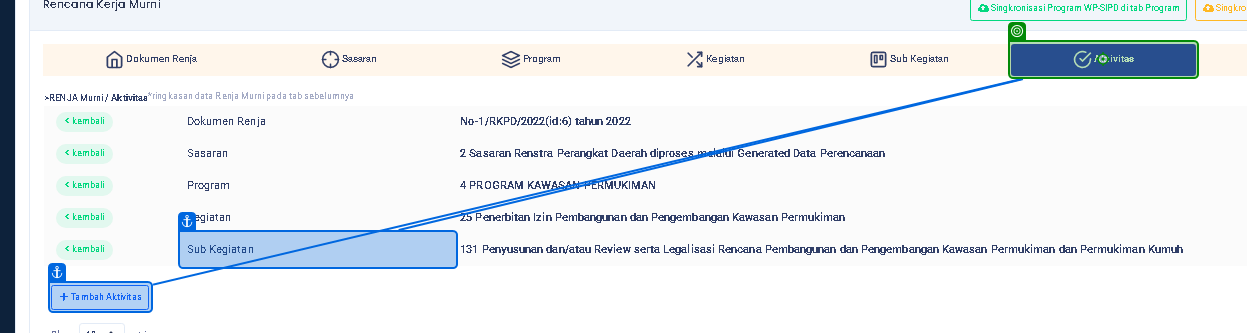 Rencana Kerja Murni
Singkronisasi Program WP-SIPD di tab Program
Singkro
Dokumen Renja Sasaran Program Kegiatan Sub Kegiatan Aktivitas
>RENJA Murni / Aktivitas *ringkasan data Renja Murni pada tab sebelumnya
< kembali Dokumen Renja No-1/RKPD/2022(id:6) tahun 2022
< kembali Sasaran 2 Sasaran Renstra Perangkat Daerah diproses melalui Generated Data Perencanaan
< kembali Program 4 PROGRAM KAWASAN PERMUKIMAN
< kembali Kegiatan 25 Penerbitan Izin Pembangunan dan Pengembangan Kawasan Permukiman
< kembali Sub Kegiatan 131 Penyusunan dan/atau Review serta Legalisasi Rencana Pembangunan dan Pengembangan Kawasan Permukiman dan Permukiman Kumuh
+ Tambah Aktivitas